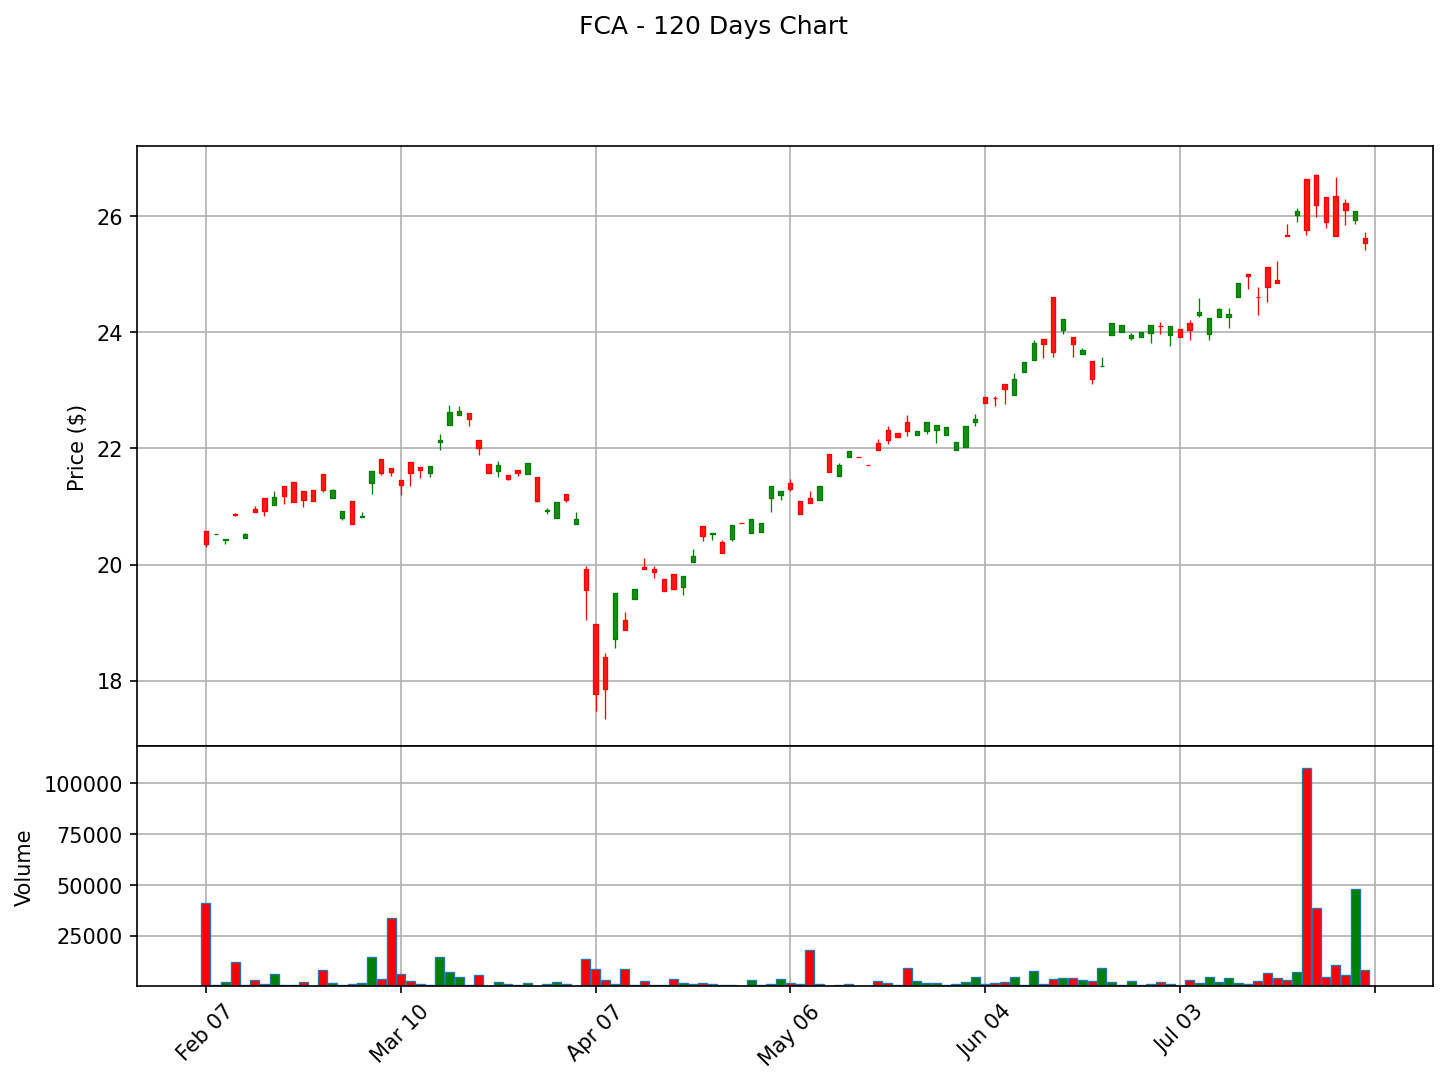 FCA - 120 Days Chart
Price ($)
26
24
22
20
18
Volume
100000
75000
50000
25000
Feb 07
Mar 10
Apr 07
May 06
Jun 04
Jul 03